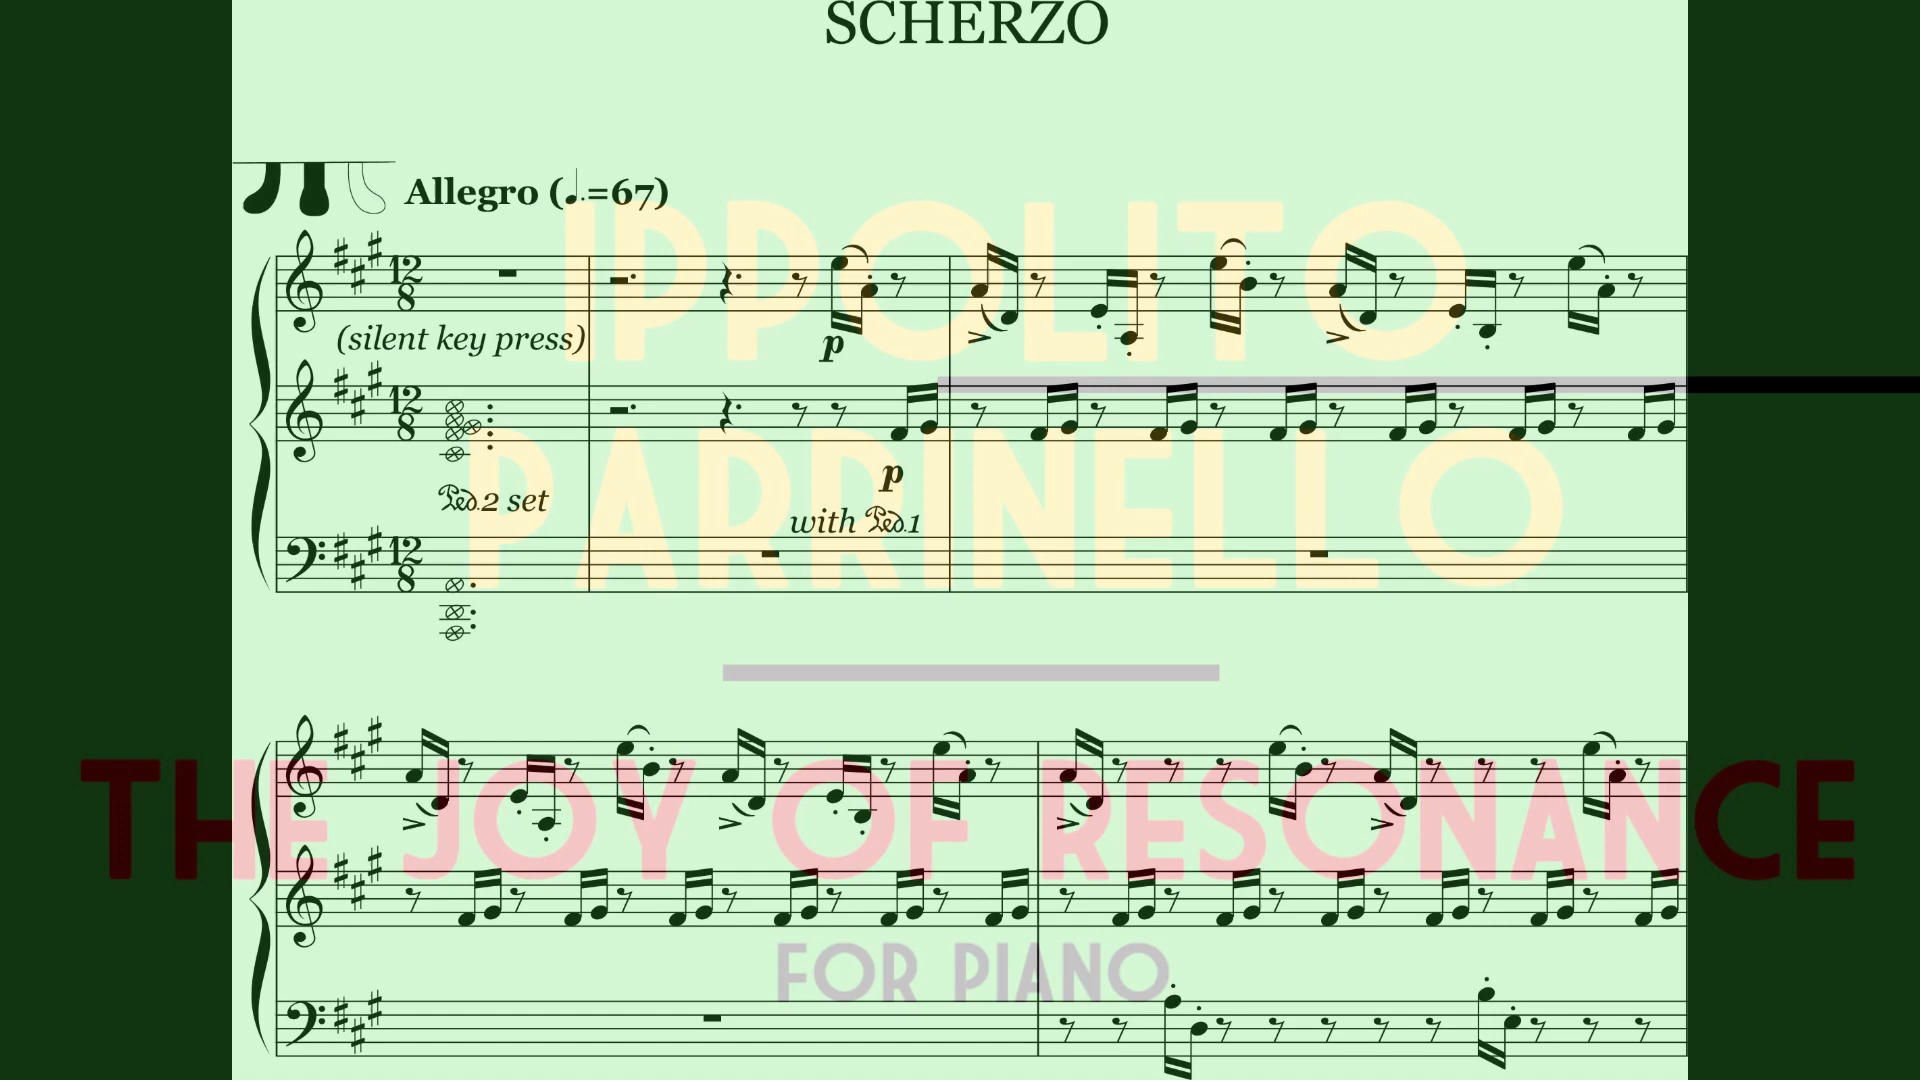 SCHERZO
Allegro (♩.=67)
IPPOLITO
(silent key press)
p
PARRINELLO
p
Ped.2 set
with Ped.1
THE JOY OF RESONANCE
FOR PIANO